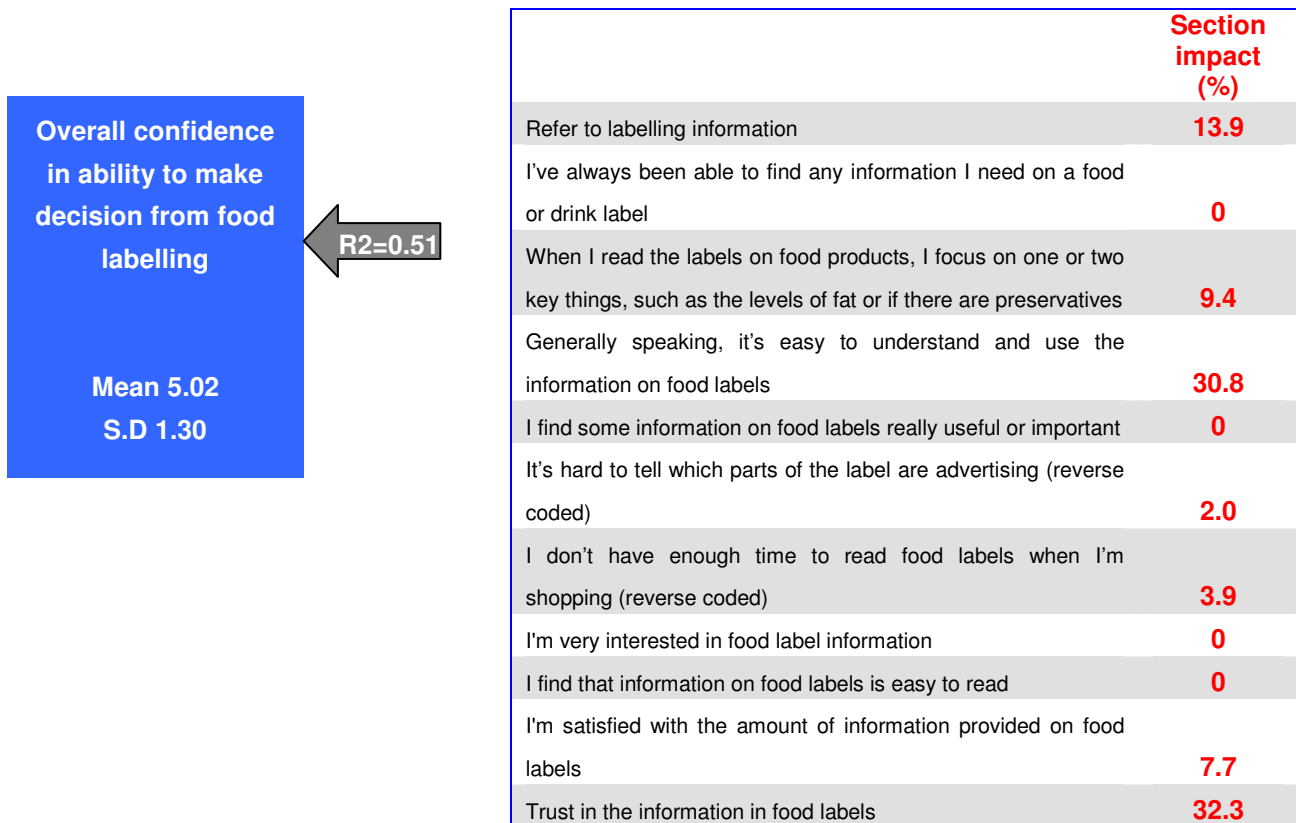 Overall confidence
in ability to make
decision from food
labelling
Mean 5.02
S.D 1.30
R2=0.51
Section
impact
(%)
Refer to labelling information 13.9
I've always been able to find any information I need on a food
or drink label 0
When I read the labels on food products, I focus on one or two
key things, such as the levels of fat or if there are preservatives 9.4
Generally speaking, it's easy to understand and use the
information on food labels 30.8
I find some information on food labels really useful or important 0
It's hard to tell which parts of the label are advertising (reverse
coded) 2.0
I don't have enough time to read food labels when I'm
shopping (reverse coded) 3.9
I'm very interested in food label information 0
I find that information on food labels is easy to read 0
I'm satisfied with the amount of information provided on food
labels 7.7
Trust in the information in food labels 32.3